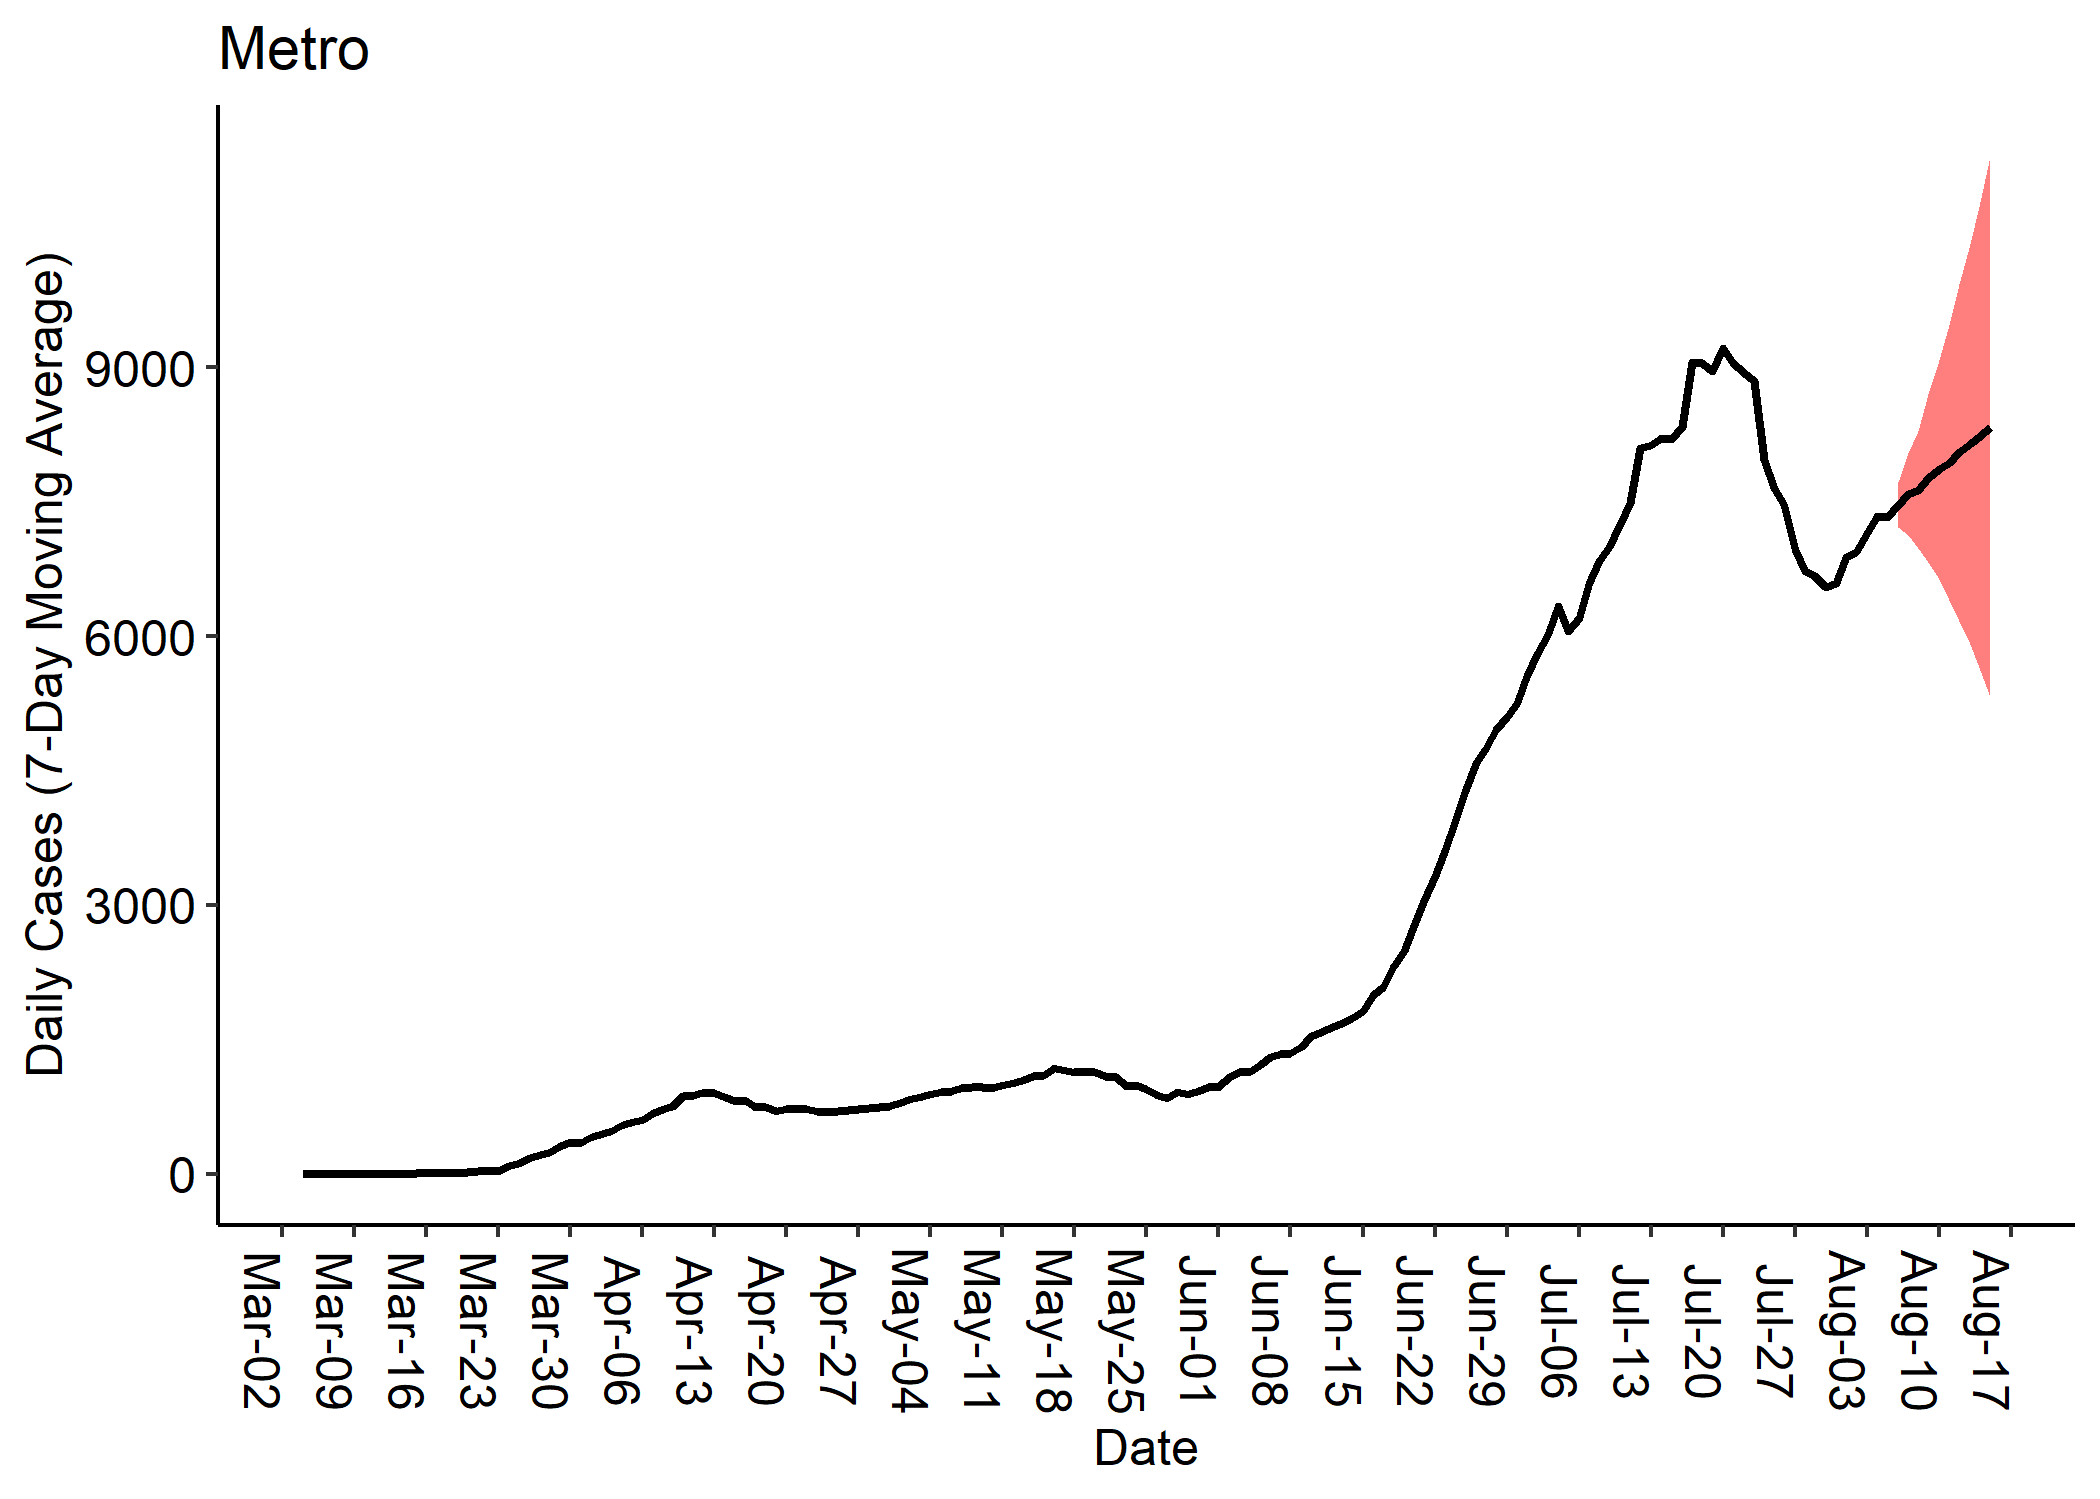 Metro
Daily Cases (7-Day Moving Average)
9000
6000
3000
0
Mar-02
Mar-09
Mar-16
Mar-23
Mar-30
Apr-06
Apr-13
Apr-20
Apr-27
May-04
May-11
May-18
May-25
Jun-01
Jun-08
Jun-15
Jun-22
Jun-29
Jul-06
Jul-13
Jul-20
Jul-27
Aug-03
Aug-10
Aug-17
Date